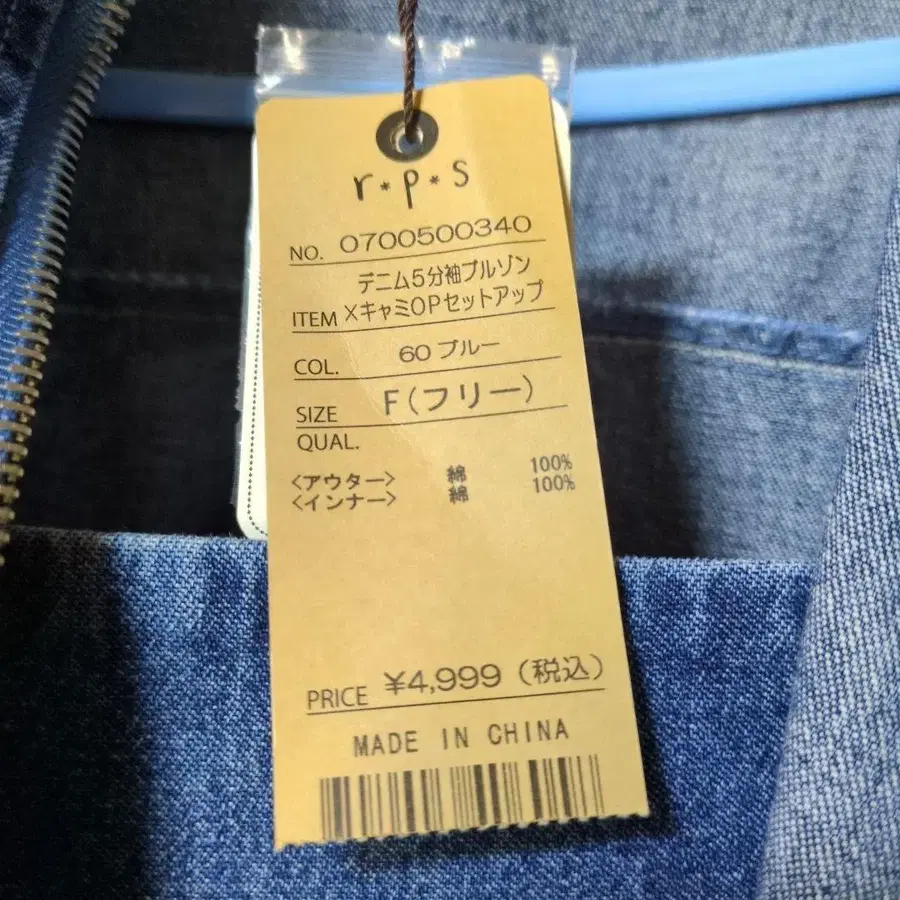 r*p*s
NO. 0700500340
デニム5分袖ブルゾン
ITEM ×キャミOPセットアップ
COL. 60 ブルー
SIZE F(フリー)
QUAL.
<アウター> 綿 100%
<インナー> 綿 100%
PRICE ¥4,999 (税込)
MADE IN CHINA